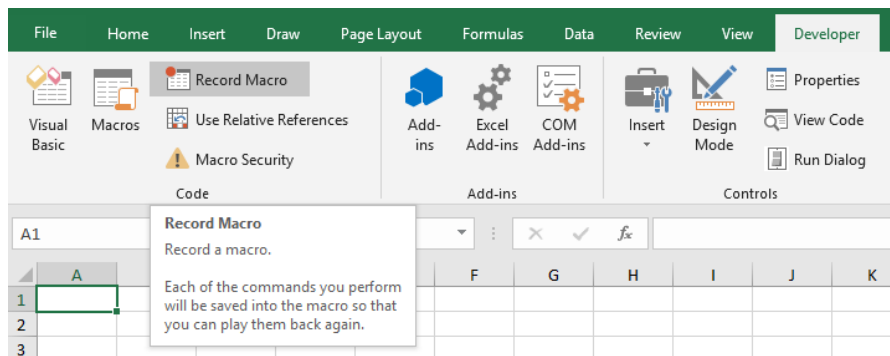 File Home Insert Draw Page Layout Formulas Data Review View Developer
Record Macro
Use Relative References
Macro Security
Visual
Basic
Macros
Code
Add-
ins
Excel
Add-ins
COM
Add-ins
Add-ins
Insert
Design
Mode
Properties
View Code
Run Dialog
Controls
A1
fx
Record Macro
Record a macro.
Each of the commands you perform
will be saved into the macro so that
you can play them back again.
A F G H I J K
1
2
3